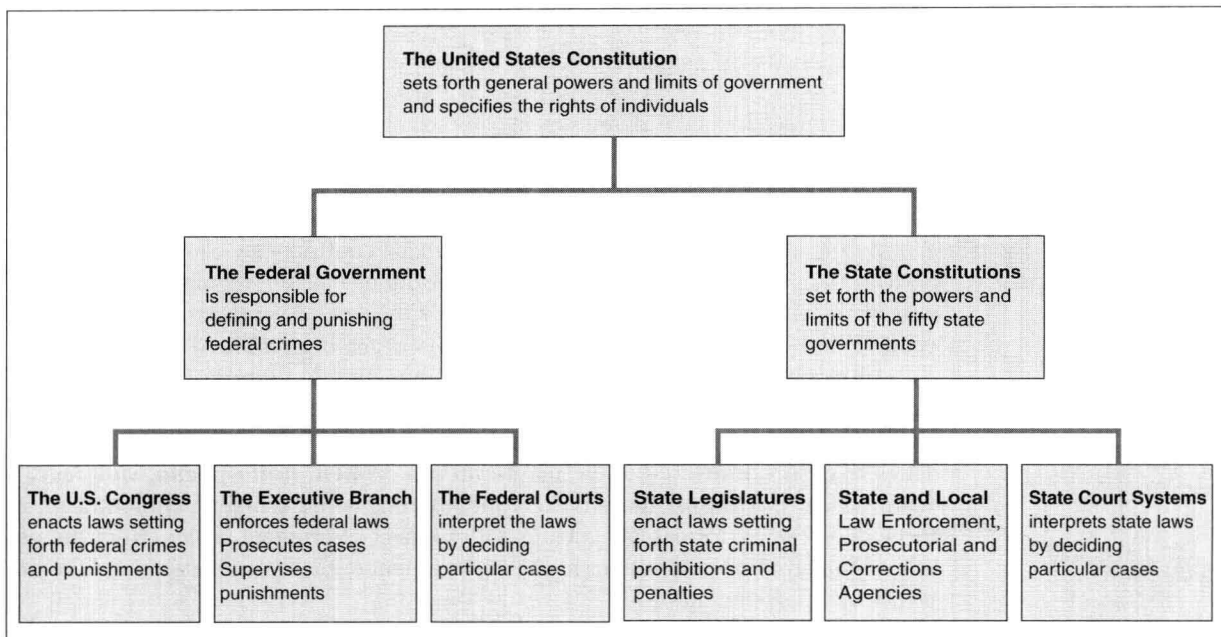 The United States Constitution
sets forth general powers and limits of government
and specifies the rights of individuals
The Federal Government
is responsible for
defining and punishing
federal crimes
The State Constitutions
set forth the powers and
limits of the fifty state
governments
The U.S. Congress
enacts laws setting
forth federal crimes
and punishments
The Executive Branch
enforces federal laws
Prosecutes cases
Supervises
punishments
The Federal Courts
interpret the laws
by deciding
particular cases
State Legislatures
enact laws setting
forth state criminal
prohibitions and
penalties
State and Local
Law Enforcement,
Prosecutorial and
Corrections
Agencies
State Court Systems
interprets state laws
by deciding
particular cases